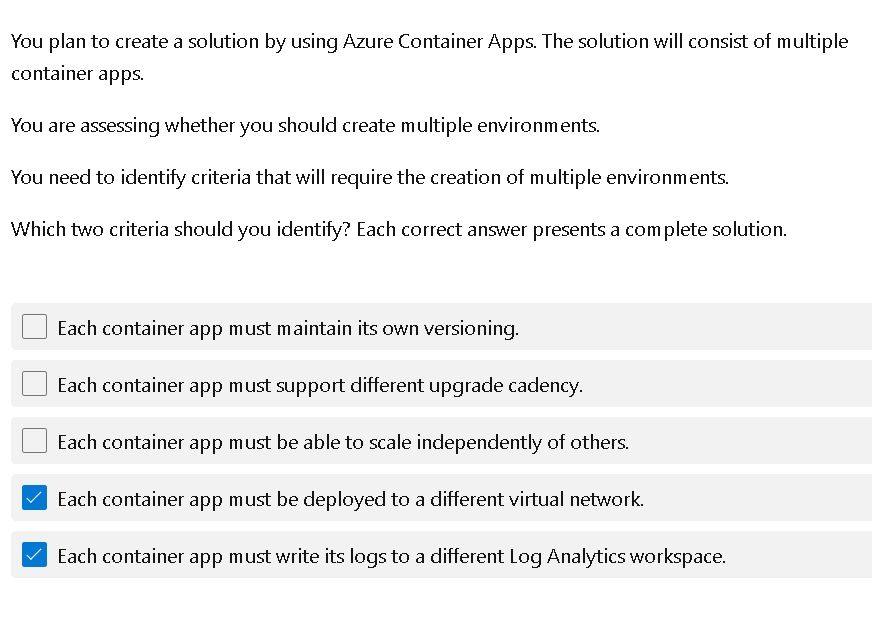 You plan to create a solution by using Azure Container Apps. The solution will consist of multiple
container apps.
You are assessing whether you should create multiple environments.
You need to identify criteria that will require the creation of multiple environments.
Which two criteria should you identify? Each correct answer presents a complete solution.
Each container app must maintain its own versioning.
Each container app must support different upgrade cadency.
Each container app must be able to scale independently of others.
Each container app must be deployed to a different virtual network.
Each container app must write its logs to a different Log Analytics workspace.